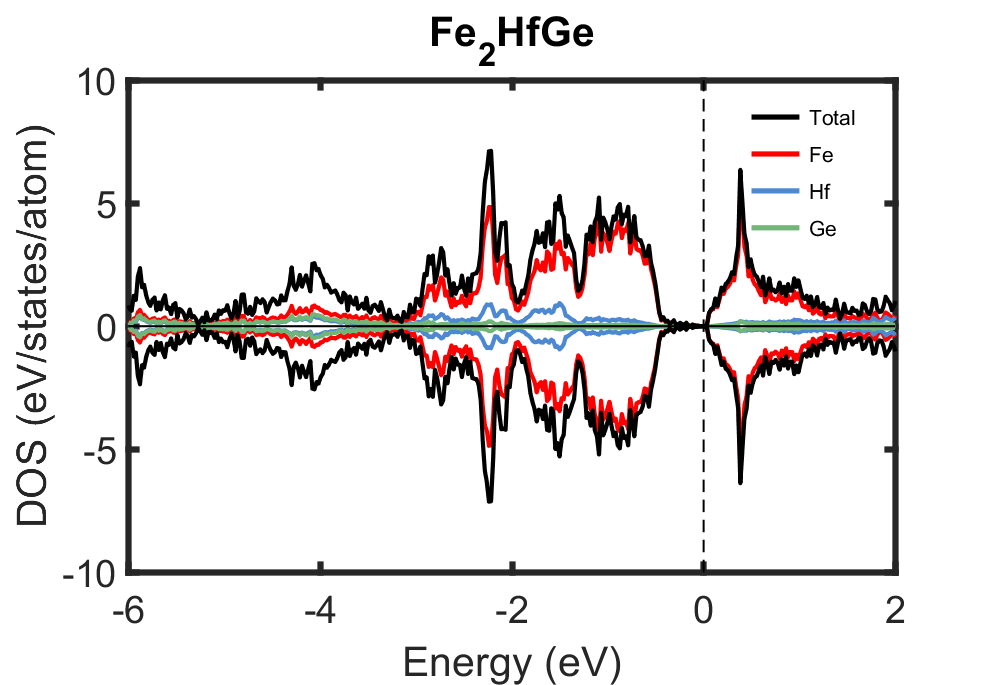 Fe2HfGe
10
5
0
-5
-10
DOS (eV/states/atom)
Total
Fe
Hf
Ge
-6 -4 -2 0 2
Energy (eV)